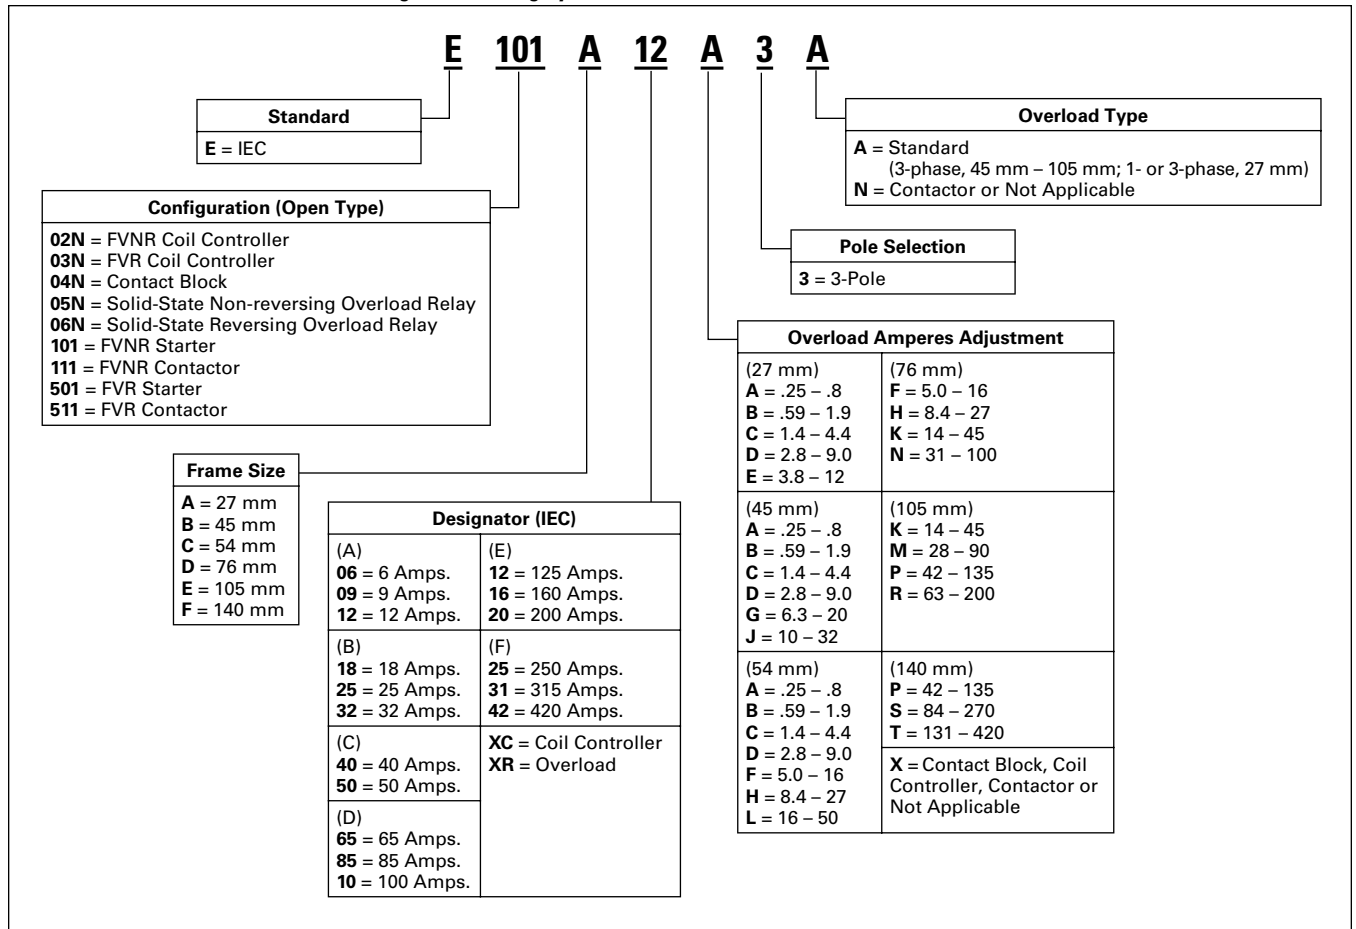 E 101 A 12 A 3 A
Standard
E = IEC
Overload Type
A = Standard
(3-phase, 45 mm – 105 mm; 1- or 3-phase, 27 mm)
N = Contactor or Not Applicable
Configuration (Open Type)
02N = FVNR Coil Controller
03N = FVR Coil Controller
04N = Contact Block
05N = Solid-State Non-reversing Overload Relay
06N = Solid-State Reversing Overload Relay
101 = FVNR Starter
111 = FVNR Contactor
501 = FVR Starter
511 = FVR Contactor
Pole Selection
3 = 3-Pole
Frame Size
A = 27 mm
B = 45 mm
C = 54 mm
D = 76 mm
E = 105 mm
F = 140 mm
Designator (IEC)
(A)
06 = 6 Amps.
09 = 9 Amps.
12 = 12 Amps.
(E)
12 = 125 Amps.
16 = 160 Amps.
20 = 200 Amps.
(B)
18 = 18 Amps.
25 = 25 Amps.
32 = 32 Amps.
(F)
25 = 250 Amps.
31 = 315 Amps.
42 = 420 Amps.
(C)
40 = 40 Amps.
50 = 50 Amps.
XC = Coil Controller
XR = Overload
(D)
65 = 65 Amps.
85 = 85 Amps.
10 = 100 Amps.
Overload Amperes Adjustment
(27 mm)
A = .25 – .8
B = .59 – 1.9
C = 1.4 – 4.4
D = 2.8 – 9.0
E = 3.8 – 12
(76 mm)
F = 5.0 – 16
H = 8.4 – 27
K = 14 – 45
N = 31 – 100
(45 mm)
A = .25 – .8
B = .59 – 1.9
C = 1.4 – 4.4
D = 2.8 – 9.0
G = 6.3 – 20
J = 10 – 32
(105 mm)
K = 14 – 45
M = 28 – 90
P = 42 – 135
R = 63 – 200
(54 mm)
A = .25 – .8
B = .59 – 1.9
C = 1.4 – 4.4
D = 2.8 – 9.0
F = 5.0 – 16
H = 8.4 – 27
L = 16 – 50
(140 mm)
P = 42 – 135
S = 84 – 270
T = 131 – 420
X = Contact Block, Coil
Controller, Contactor or
Not Applicable